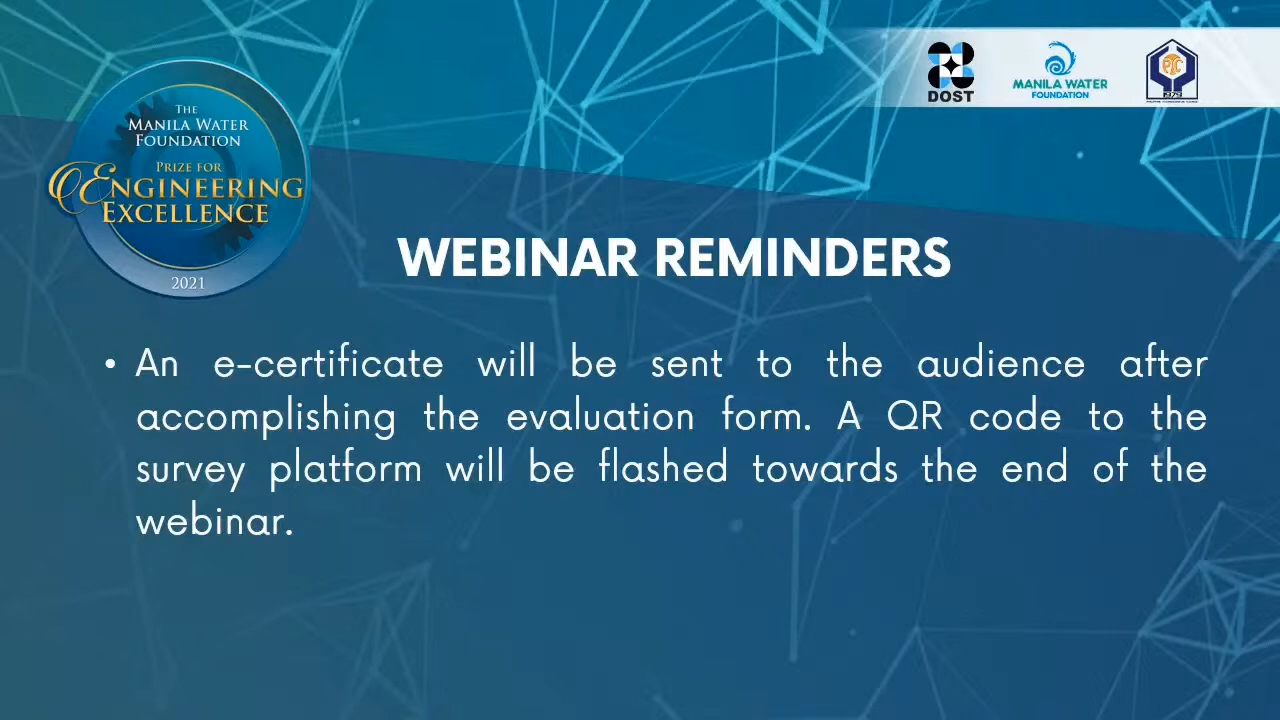 THE
MANILA WATER
FOUNDATION
PRIZE FOR
ENGINEERING
EXCELLENCE
2021
DOST
MANILA WATER
FOUNDATION
PTC
1979
WEBINAR REMINDERS
• An e-certificate will be sent to the audience after
accomplishing the evaluation form. A QR code to the
survey platform will be flashed towards the end of the
webinar.